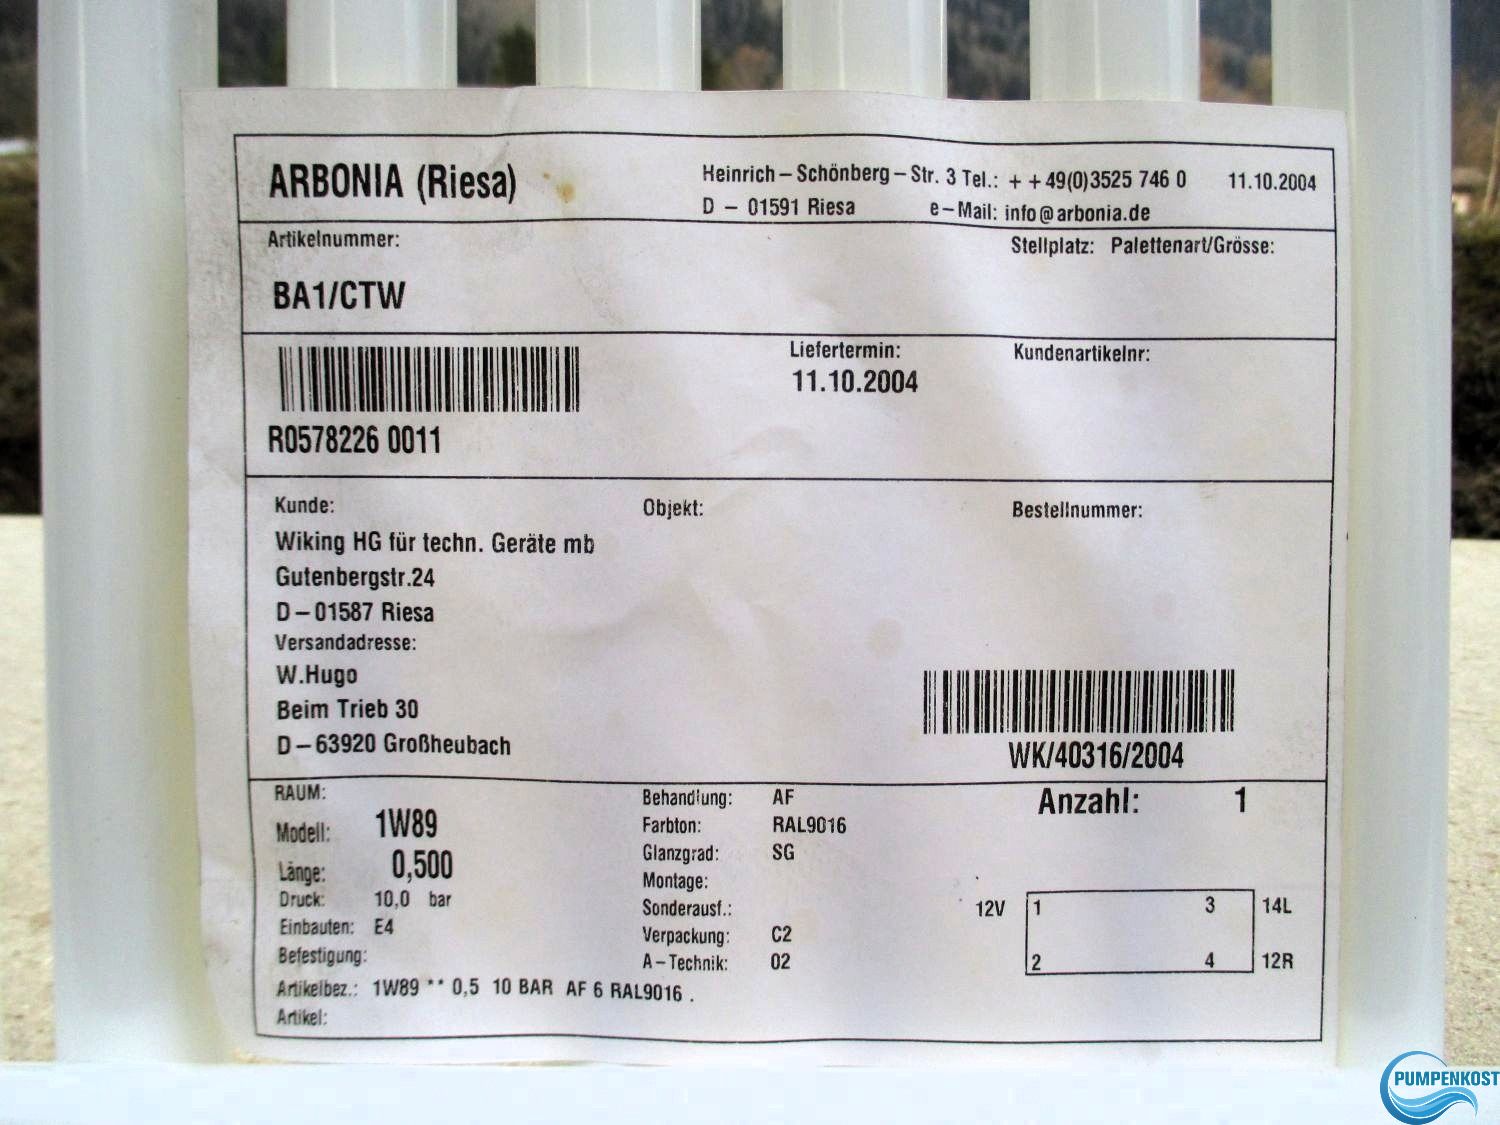 ARBONIA (Riesa)
Heinrich – Schönberg – Str. 3 Tel.: + + 49(0)3525 746 0 11.10.2004
D – 01591 Riesa e – Mail: info@arbonia.de
Artikelnummer: Stellplatz: Palettenart/Grösse:
BA1/CTW
Liefertermin: Kundenartikelnr:
11.10.2004
R0578226 0011
Kunde: Objekt: Bestellnummer:
Wiking HG für techn. Geräte mb
Gutenbergstr.24
D – 01587 Riesa
Versandadresse:
W.Hugo
Beim Trieb 30
D – 63920 Großheubach
WK/40316/2004
RAUM:
Modell: 1W89
Länge: 0,500
Druck: 10,0 bar
Einbauten: E4
Befestigung:
Behandlung: AF
Farbton: RAL9016
Glanzgrad: SG
Montage:
Sonderausf.:
Verpackung: C2
A – Technik: 02
Anzahl: 1
12V 1 3 14L
2 4 12R
Artikelbez.: 1W89 ** 0,5 10 BAR AF 6 RAL9016 .
Artikel:
PUMPENKOST